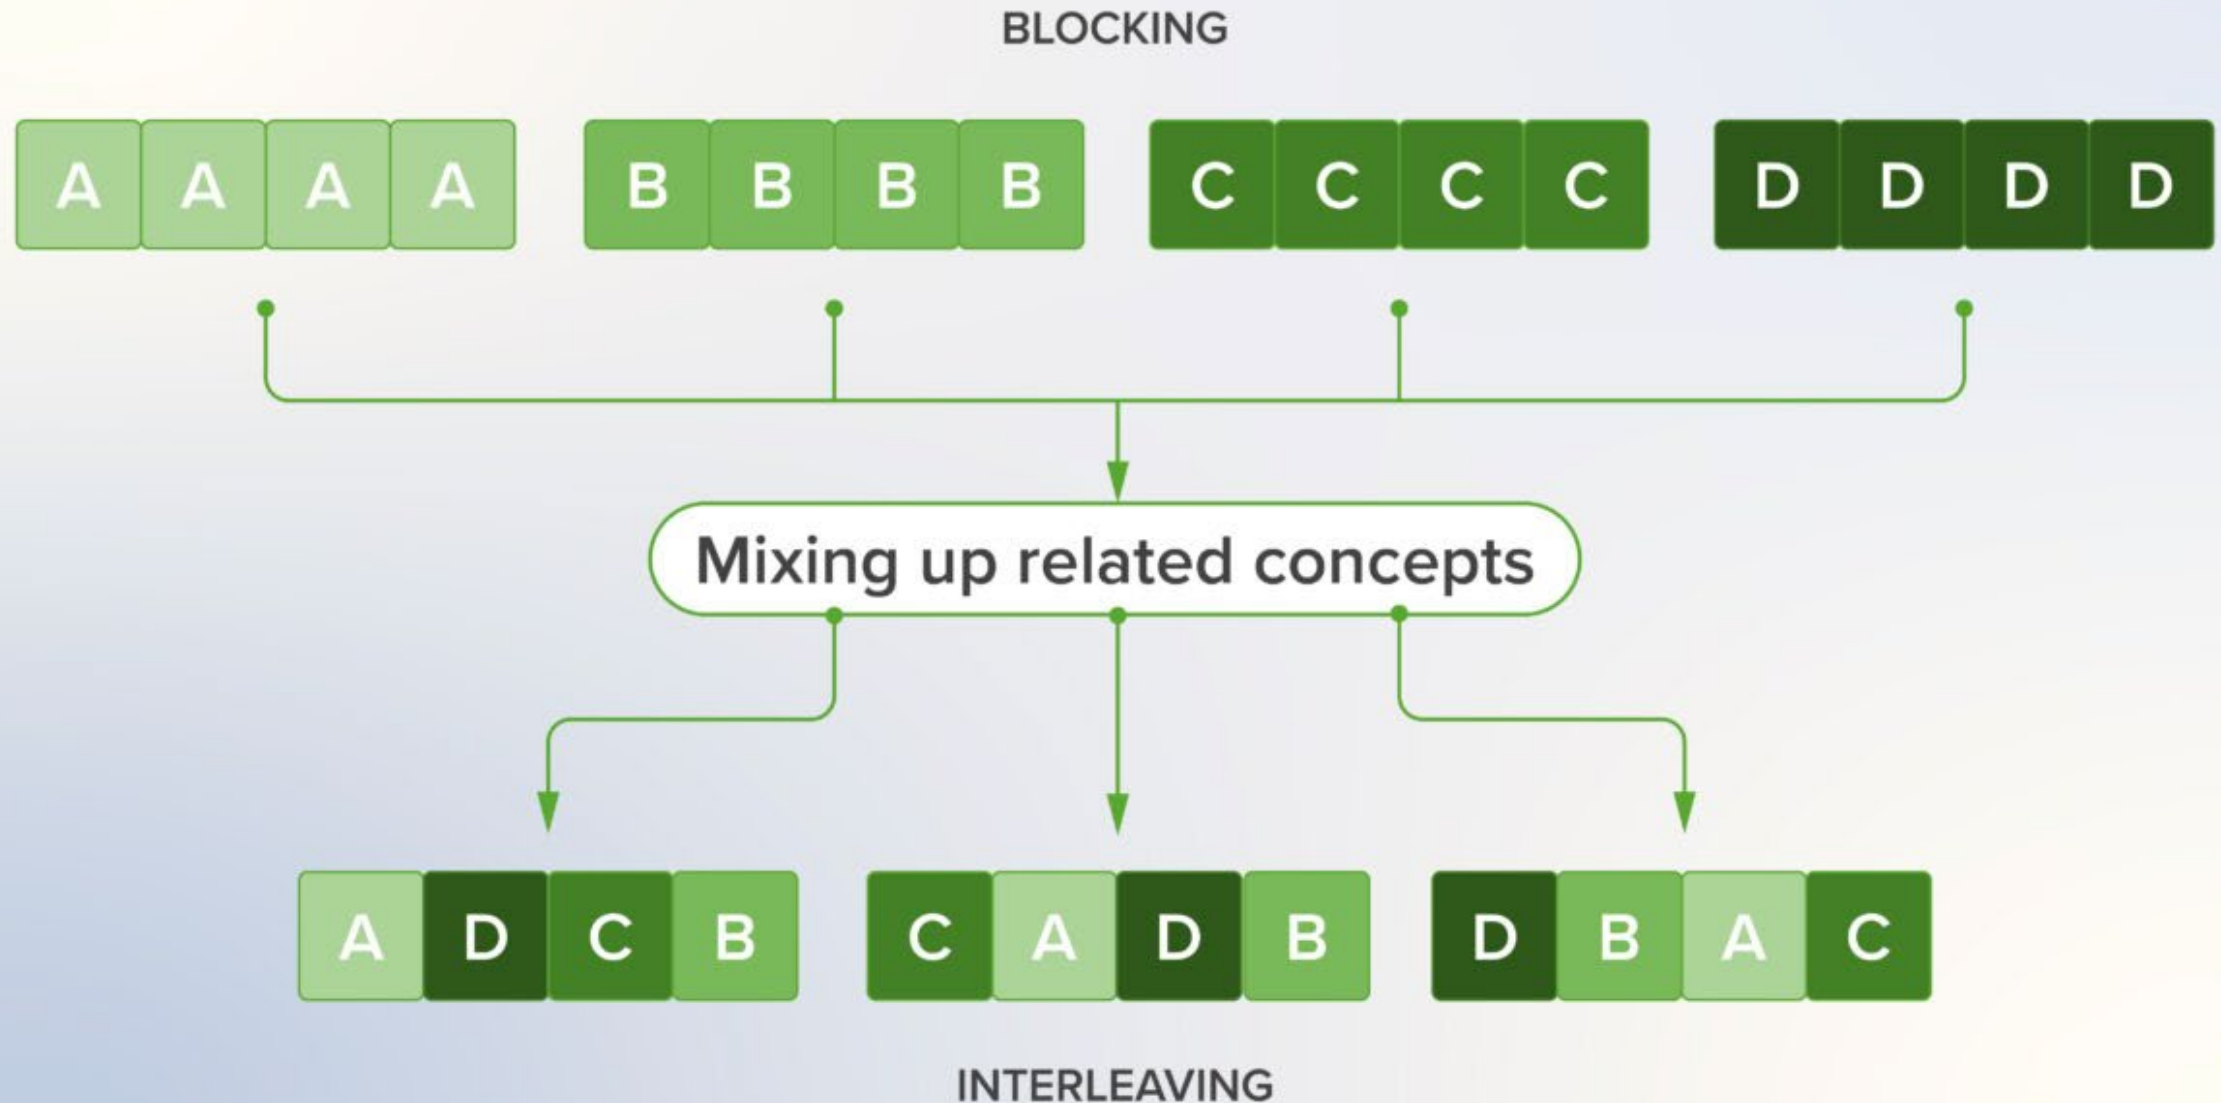 BLOCKING
A A A A B B B B C C C C D D D D
Mixing up related concepts
A D C B C A D B D B A C
INTERLEAVING